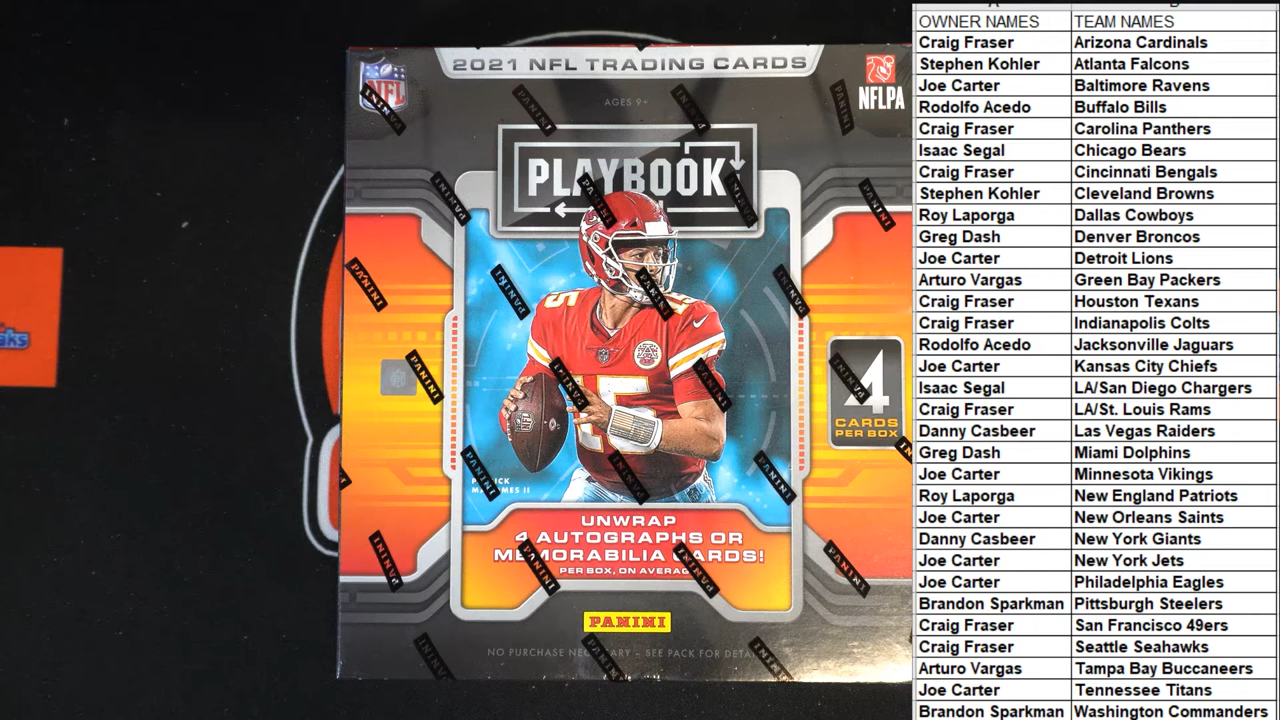 2021 NFL TRADING CARDS
AGES 9+
NFL
NFLPA
PLAYBOOK
PANINI
15
4
CARDS
PER BOX
UNWRAP
4 AUTOGRAPHS OR
MEMORABILIA CARDS!
PER BOX, ON AVERAGE
PANINI
NO PURCHASE NECESSARY – SEE PACK FOR DETAILS
OWNER NAMES TEAM NAMES
Craig Fraser Arizona Cardinals
Stephen Kohler Atlanta Falcons
Joe Carter Baltimore Ravens
Rodolfo Acedo Buffalo Bills
Craig Fraser Carolina Panthers
Isaac Segal Chicago Bears
Craig Fraser Cincinnati Bengals
Stephen Kohler Cleveland Browns
Roy Laporga Dallas Cowboys
Greg Dash Denver Broncos
Joe Carter Detroit Lions
Arturo Vargas Green Bay Packers
Craig Fraser Houston Texans
Craig Fraser Indianapolis Colts
Rodolfo Acedo Jacksonville Jaguars
Joe Carter Kansas City Chiefs
Isaac Segal LA/San Diego Chargers
Craig Fraser LA/St. Louis Rams
Danny Casbeer Las Vegas Raiders
Greg Dash Miami Dolphins
Joe Carter Minnesota Vikings
Roy Laporga New England Patriots
Joe Carter New Orleans Saints
Danny Casbeer New York Giants
Joe Carter New York Jets
Joe Carter Philadelphia Eagles
Brandon Sparkman Pittsburgh Steelers
Craig Fraser San Francisco 49ers
Craig Fraser Seattle Seahawks
Arturo Vargas Tampa Bay Buccaneers
Joe Carter Tennessee Titans
Brandon Sparkman Washington Commanders